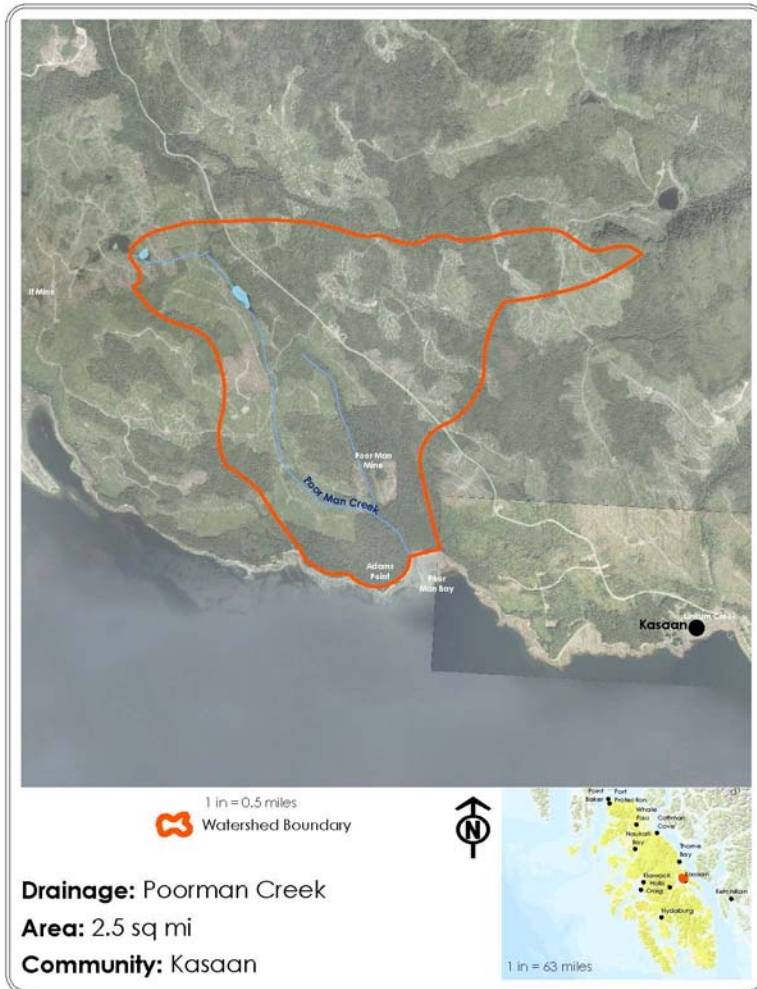 If Mine
Poor Man
Mine
Poor Man Creek
Adams
Point
Poor
Man Bay
Kasaan
1 in = 0.5 miles
Watershed Boundary
N
Drainage: Poorman Creek
Area: 2.5 sq mi
Community: Kasaan
Point
Baker
Port
Protection
Whale
Pass
Coffman
Cove
Naukati
Bay
Thorne
Bay
Kasaan
Klawock
Hollis
Craig
Ketchikan
Hydaburg
1 in = 63 miles